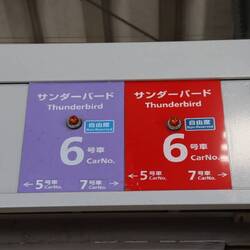 サンダーバード
Thunderbird
自由席
Non-Reserved
6号車
CarNo.
←5号車 7号車→
CarNo. CarNo.
サンダーバード
Thunderbird
自由席
Non-Reserved
6号車
CarNo.
←5号車 7号車→
CarNo. CarNo.